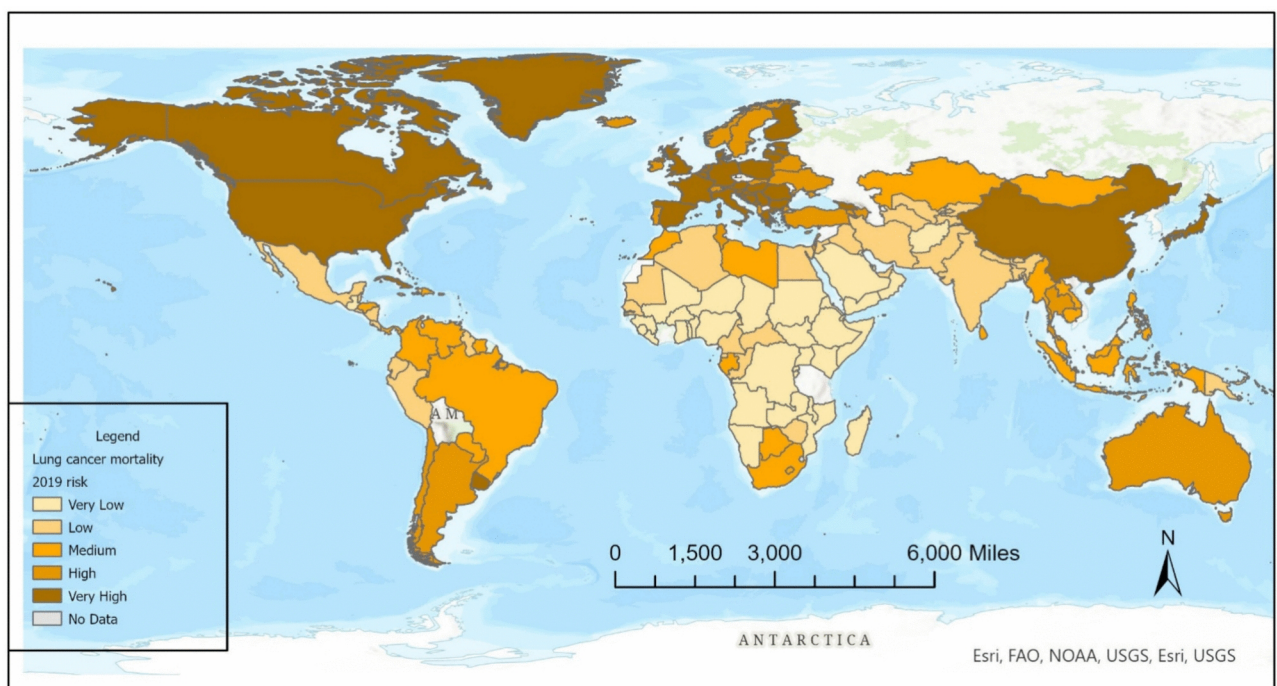 A M
Legend
Lung cancer mortality
2019 risk
Very Low
Low
Medium
High
Very High
No Data
0 1,500 3,000 6,000 Miles
N
ANTARCTICA
Esri, FAO, NOAA, USGS, Esri, USGS